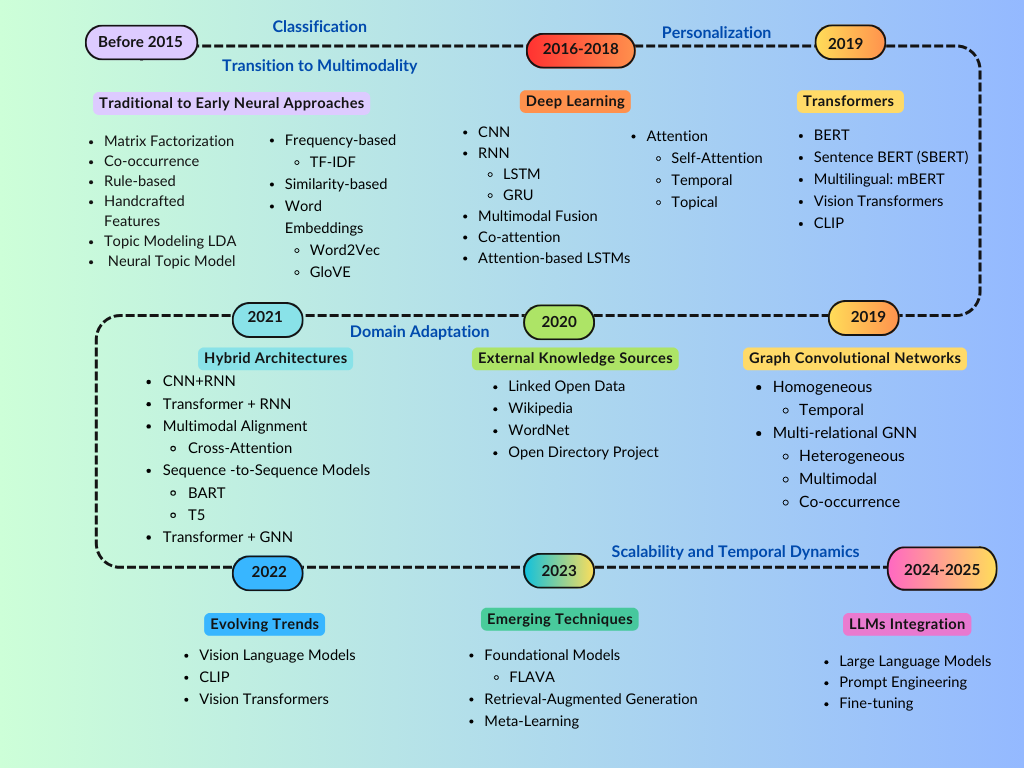 Before 2015
Classification
Transition to Multimodality
2016-2018
Personalization
2019
Traditional to Early Neural Approaches
Matrix Factorization
Co-occurrence
Rule-based
Handcrafted
Features
Topic Modeling LDA
Neural Topic Model
Frequency-based
TF-IDF
Similarity-based
Word
Embeddings
Word2Vec
GloVE
Deep Learning
CNN
RNN
LSTM
GRU
Multimodal Fusion
Co-attention
Attention-based LSTMs
Attention
Self-Attention
Temporal
Topical
Transformers
BERT
Sentence BERT (SBERT)
Multilingual: mBERT
Vision Transformers
CLIP
2021
Domain Adaptation
2020
2019
Hybrid Architectures
CNN+RNN
Transformer + RNN
Multimodal Alignment
Cross-Attention
Sequence -to-Sequence Models
BART
T5
Transformer + GNN
External Knowledge Sources
Linked Open Data
Wikipedia
WordNet
Open Directory Project
Graph Convolutional Networks
Homogeneous
Temporal
Multi-relational GNN
Heterogeneous
Multimodal
Co-occurrence
2022
2023
Scalability and Temporal Dynamics
2024-2025
Evolving Trends
Vision Language Models
CLIP
Vision Transformers
Emerging Techniques
Foundational Models
FLAVA
Retrieval-Augmented Generation
Meta-Learning
LLMs Integration
Large Language Models
Prompt Engineering
Fine-tuning